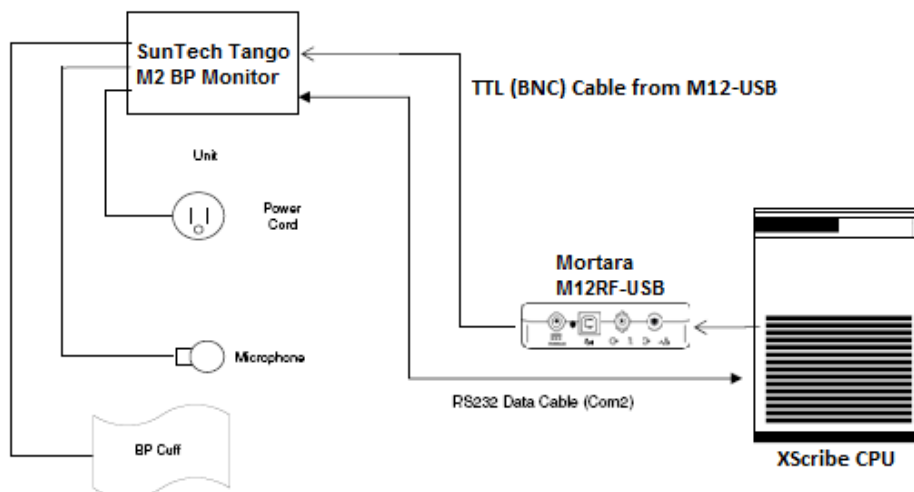 SunTech Tango
M2 BP Monitor
TTL (BNC) Cable from M12-USB
Unit
Power
Cord
Mortara
M12RF-USB
Microphone
RS232 Data Cable (Com2)
BP Cuff
XScribe CPU